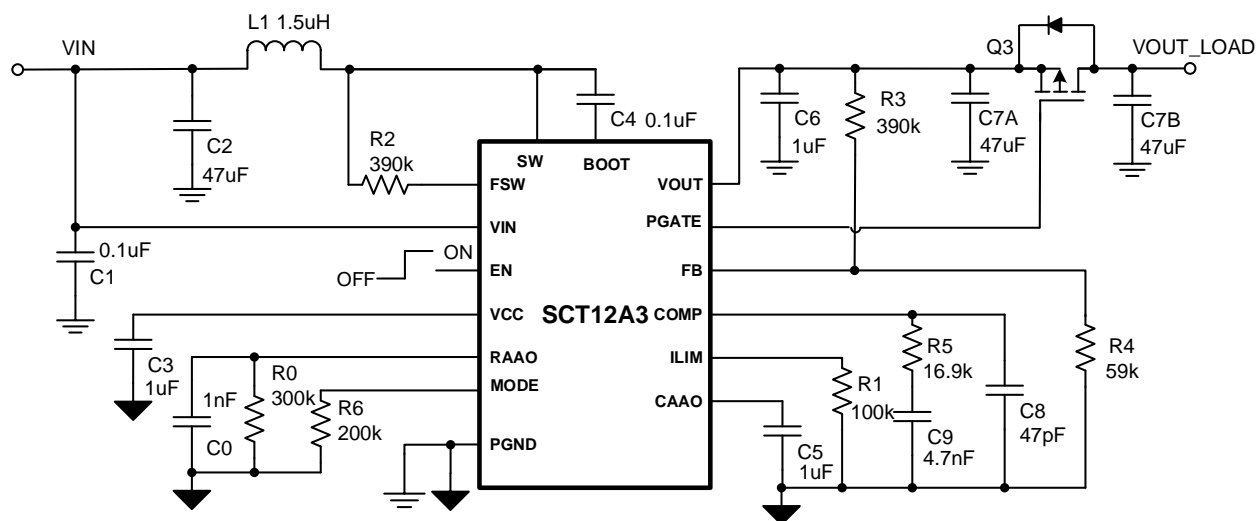 L1 1.5uH
VIN
Q3
VOUT_LOAD
C2
47uF
R2
390k
C4 0.1uF
C6
1uF
R3
390k
C7A
47uF
C7B
47uF
SW
BOOT
FSW
VIN
EN
VCC
RAAO
MODE
PGND
SCT12A3
VOUT
PGATE
FB
COMP
ILIM
CAAO
0.1uF
C1
OFF
ON
C3
1uF
1nF
C0
R0
300k
R6
200k
R5
16.9k
R1
100k
C9
4.7nF
C8
47pF
R4
59k
C5
1uF